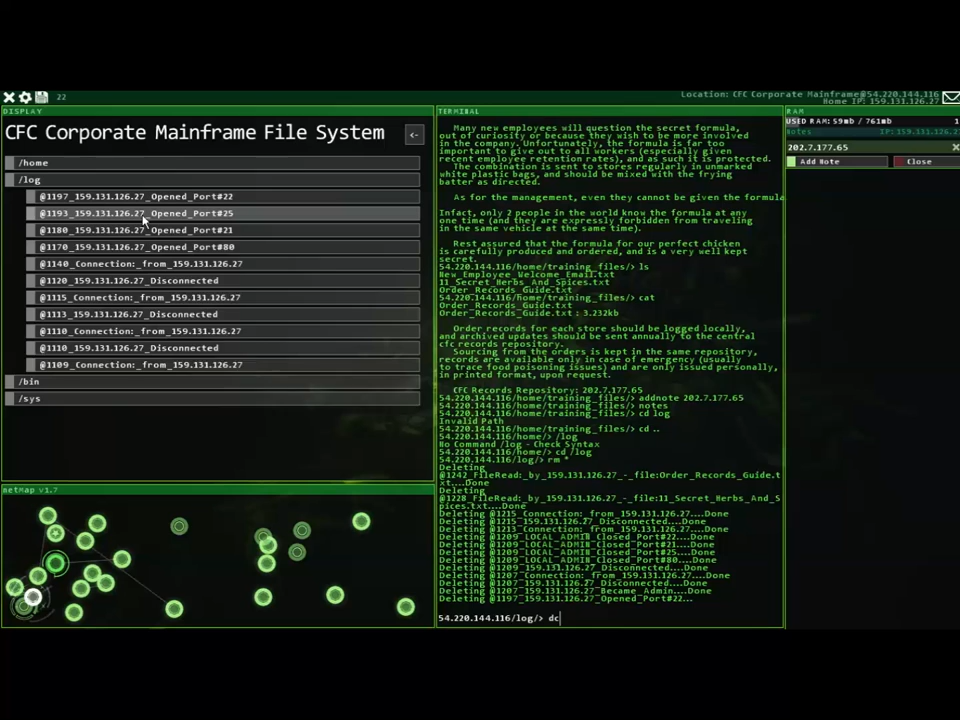 22
Location: CFC Corporate Mainframe@54.220.144.116
Home IP: 159.131.126.27
DISPLAY
CFC Corporate Mainframe File System
<-
/home
/log
@1197_159.131.126.27_Opened_Port#22
@1193_159.131.126.27_Opened_Port#25
@1180_159.131.126.27_Opened_Port#21
@1170_159.131.126.27_Opened_Port#80
@1140_Connection:_from_159.131.126.27
@1120_159.131.126.27_Disconnected
@1115_Connection:_from_159.131.126.27
@1113_159.131.126.27_Disconnected
@1110_Connection:_from_159.131.126.27
@1110_159.131.126.27_Disconnected
@1109_Connection:_from_159.131.126.27
/bin
/sys
netMap v1.7
TERMINAL
Many new employees will question the secret formula,
out of curiosity or because they wish to be more involved
in the company. Unfortunately, the formula is far too
important to give out to all workers (especially given
recent employee retention rates), and as such it is protected.
The combination is sent to stores regularly in unmarked
white plastic bags, and should be mixed with the frying
batter as directed.
As for the management, even they cannot be given the formula
Infact, only 2 people in the world know the formula at any
one time (and they are expressly forbidden from traveling
in the same vehicle at the same time).
Rest assured that the formula for our perfect chicken
is carefully produced and ordered, and is a very well kept
secret.
54.220.144.116/home/training_files/> ls
New_Employee_Welcome_Email.txt
11_Secret_Herbs_And_Spices.txt
Order_Records_Guide.txt
54.220.144.116/home/training_files/> cat
Order_Records_Guide.txt
Order_Records_Guide.txt : 3.232kb
Order records for each store should be logged locally,
and archived updates should be sent annually to the central
cfc records repository.
Sourcing from the orders is kept in the same repository,
records are available only in case of emergency (usually
to trace food poisoning issues) and are only issued personally,
in printed format, upon request.
CFC Records Repository: 202.7.177.65
54.220.144.116/home/training_files/> addnote 202.7.177.65
54.220.144.116/home/training_files/> notes
54.220.144.116/home/training_files/> cd log
Invalid Path
54.220.144.116/home/training_files/> cd ..
54.220.144.116/home/> /log
No Command /log - Check Syntax
54.220.144.116/home/> cd /log
54.220.144.116/log/> rm *
Deleting
@1242_FileRead:_by_159.131.126.27_-_file:Order_Records_Guide.t
xt....Done
Deleting
@1228_FileRead:_by_159.131.126.27_-_file:11_Secret_Herbs_And_S
pices.txt....Done
Deleting @1215_Connection:_from_159.131.126.27....Done
Deleting @1215_159.131.126.27_Disconnected....Done
Deleting @1213_Connection:_from_159.131.126.27....Done
Deleting @1209_LOCAL_ADMIN_Closed_Port#22....Done
Deleting @1209_LOCAL_ADMIN_Closed_Port#21....Done
Deleting @1209_LOCAL_ADMIN_Closed_Port#25....Done
Deleting @1209_LOCAL_ADMIN_Closed_Port#80....Done
Deleting @1209_159.131.126.27_Disconnected....Done
Deleting @1207_Connection:_from_159.131.126.27....Done
Deleting @1207_159.131.126.27_Disconnected....Done
Deleting @1207_159.131.126.27_Became_Admin....Done
Deleting @1197_159.131.126.27_Opened_Port#22...
54.220.144.116/log/> dc
RAM
USED RAM: 59mb / 761mb
1
Notes
IP: 159.131.126.2
202.7.177.65
Add Note
Close